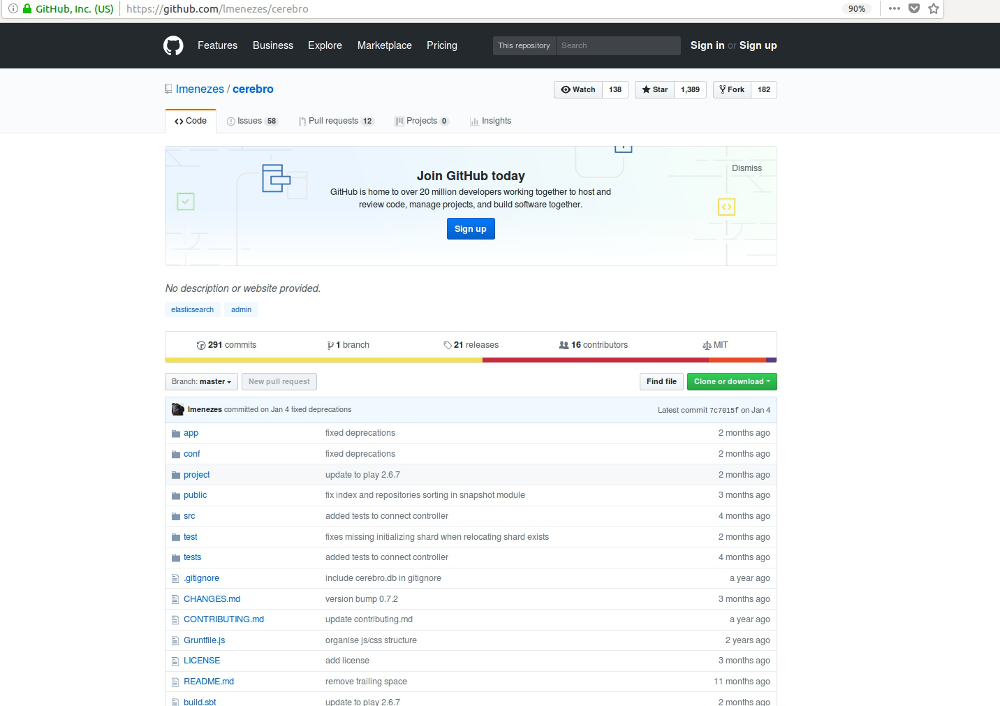 GitHub, Inc. (US) https://github.com/lmenezes/cerebro 90%
Features Business Explore Marketplace Pricing This repository Search Sign in or Sign up
lmenezes / cerebro Watch 138 Star 1,389 Fork 182
Code Issues 58 Pull requests 12 Projects 0 Insights
Dismiss
Join GitHub today
GitHub is home to over 20 million developers working together to host and
review code, manage projects, and build software together.
Sign up
No description or website provided.
elasticsearch admin
291 commits 1 branch 21 releases 16 contributors MIT
Branch: master New pull request Find file Clone or download
lmenezes committed on Jan 4 fixed deprecations Latest commit 7c7015f on Jan 4
app fixed deprecations 2 months ago
conf fixed deprecations 2 months ago
project update to play 2.6.7 2 months ago
public fix index and repositories sorting in snapshot module 3 months ago
src added tests to connect controller 4 months ago
test fixes missing initializing shard when relocating shard exists 2 months ago
tests added tests to connect controller 4 months ago
.gitignore include cerebro.db in gitignore a year ago
CHANGES.md version bump 0.7.2 3 months ago
CONTRIBUTING.md update contributing.md a year ago
Gruntfile.js organise js/css structure 2 years ago
LICENSE add license 3 months ago
README.md remove trailing space 11 months ago
build.sbt update to play 2.6.7 2 months ago